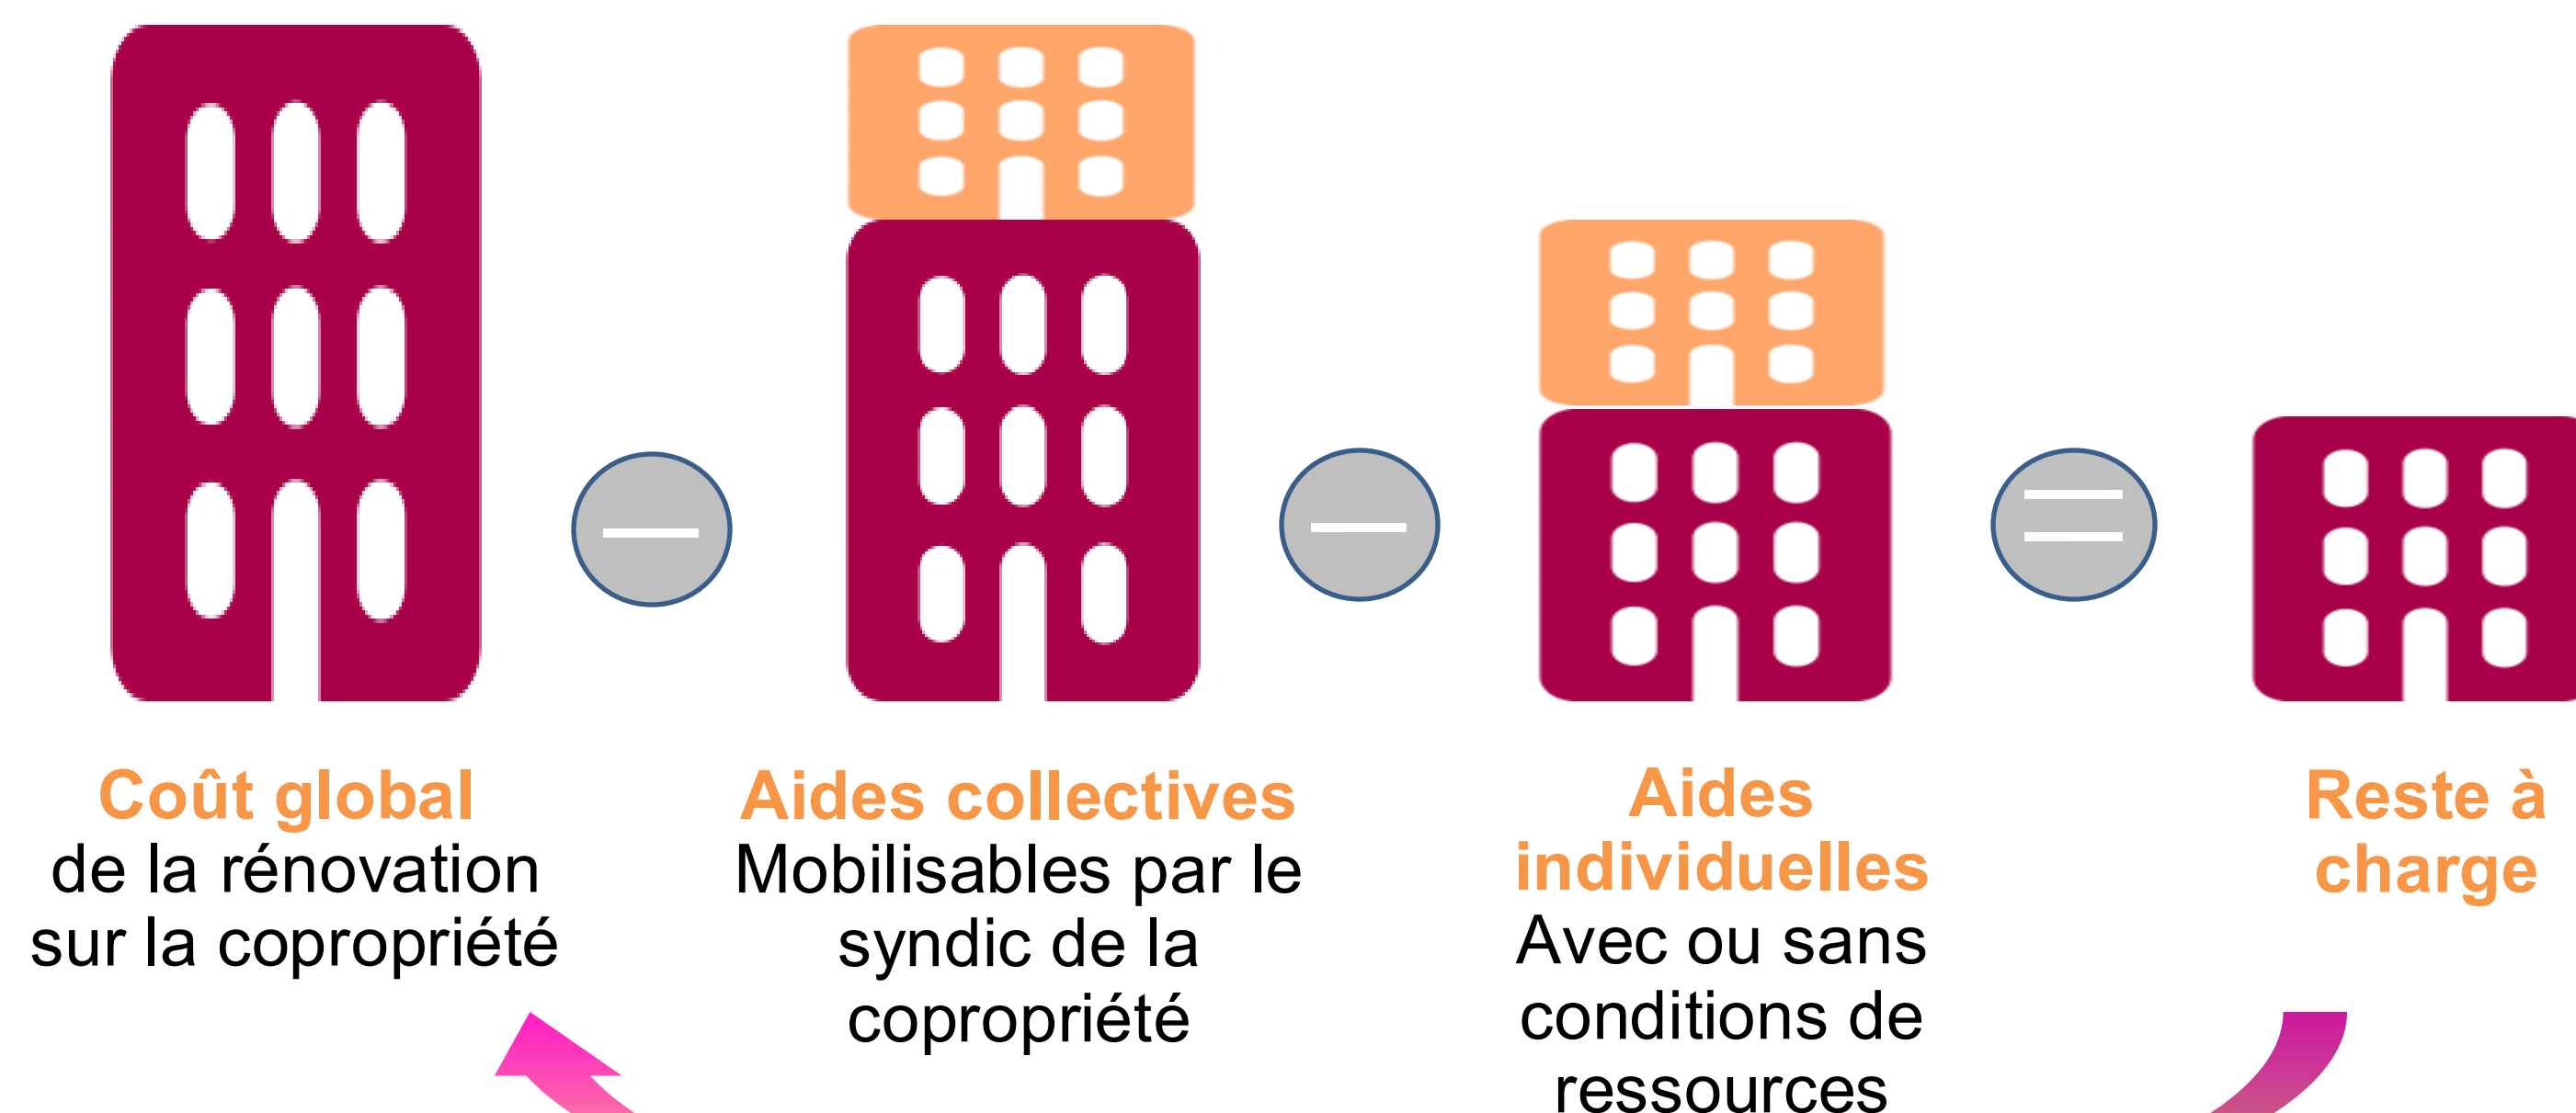 Coût global
de la rénovation
sur la copropriété
Aides collectives
Mobilisables par le
syndic de la
copropriété
Aides
individuelles
Avec ou sans
conditions de
ressources
Reste à
charge